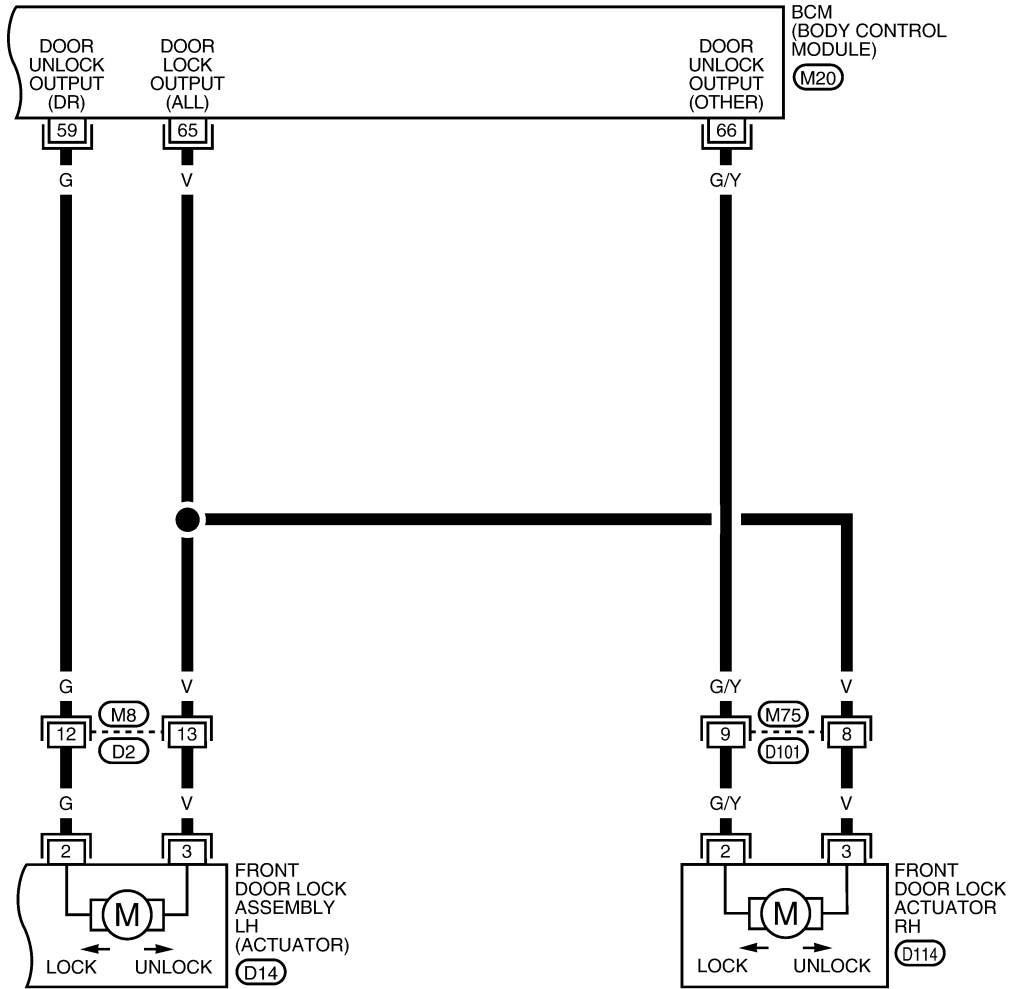 BCM
(BODY CONTROL
MODULE)
M20
DOOR
UNLOCK
OUTPUT
(DR)
DOOR
LOCK
OUTPUT
(ALL)
DOOR
UNLOCK
OUTPUT
(OTHER)
59
65
66
G
V
G/Y
G
V
G/Y
V
M8
M75
12
13
9
8
D2
D101
G
V
G/Y
V
2
3
2
3
FRONT
DOOR LOCK
ASSEMBLY
LH
(ACTUATOR)
D14
M
LOCK
UNLOCK
FRONT
DOOR LOCK
ACTUATOR
RH
D114
M
LOCK
UNLOCK